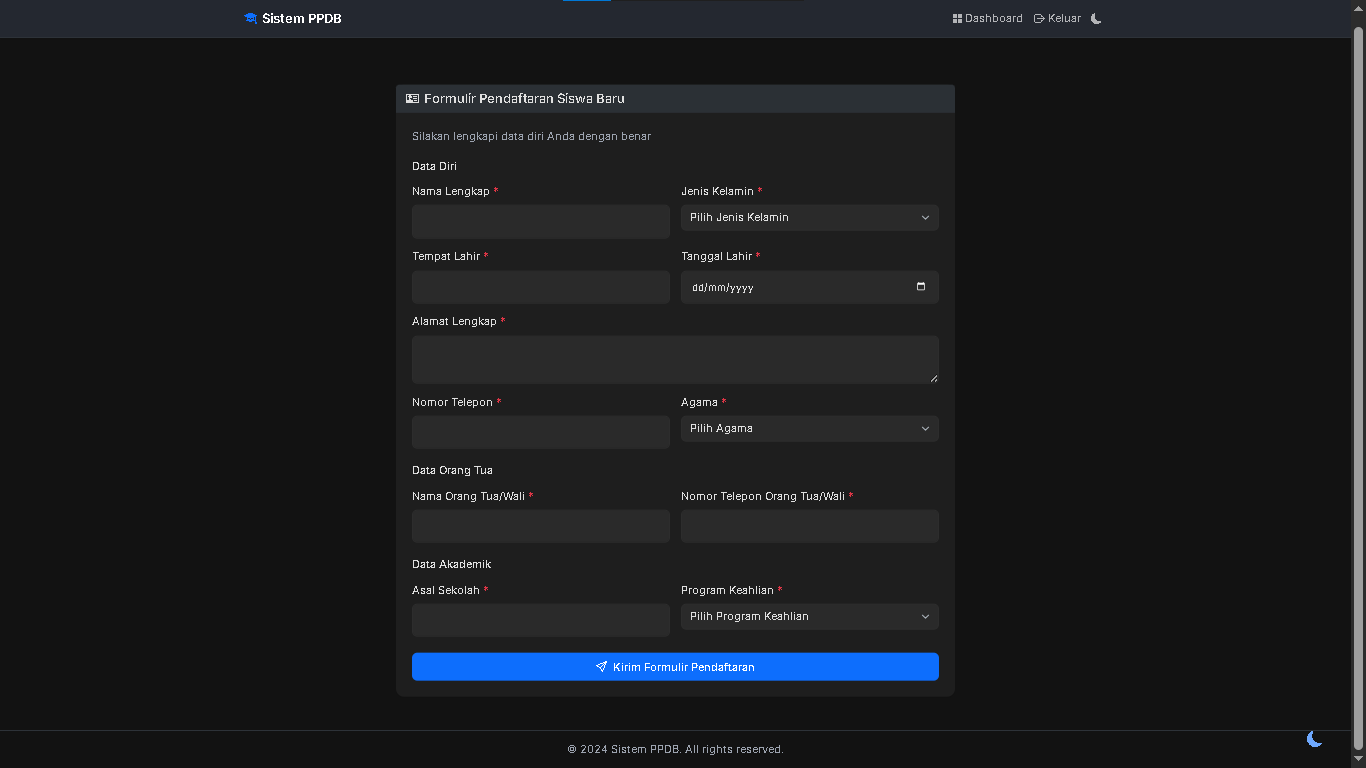 Sistem PPDB
Dashboard Keluar
Formulir Pendaftaran Siswa Baru
Silakan lengkapi data diri Anda dengan benar
Data Diri
Nama Lengkap * Jenis Kelamin *
Pilih Jenis Kelamin
Tempat Lahir * Tanggal Lahir *
dd/mm/yyyy
Alamat Lengkap *
Nomor Telepon * Agama *
Pilih Agama
Data Orang Tua
Nama Orang Tua/Wali * Nomor Telepon Orang Tua/Wali *
Data Akademik
Asal Sekolah * Program Keahlian *
Pilih Program Keahlian
Kirim Formulir Pendaftaran
© 2024 Sistem PPDB. All rights reserved.